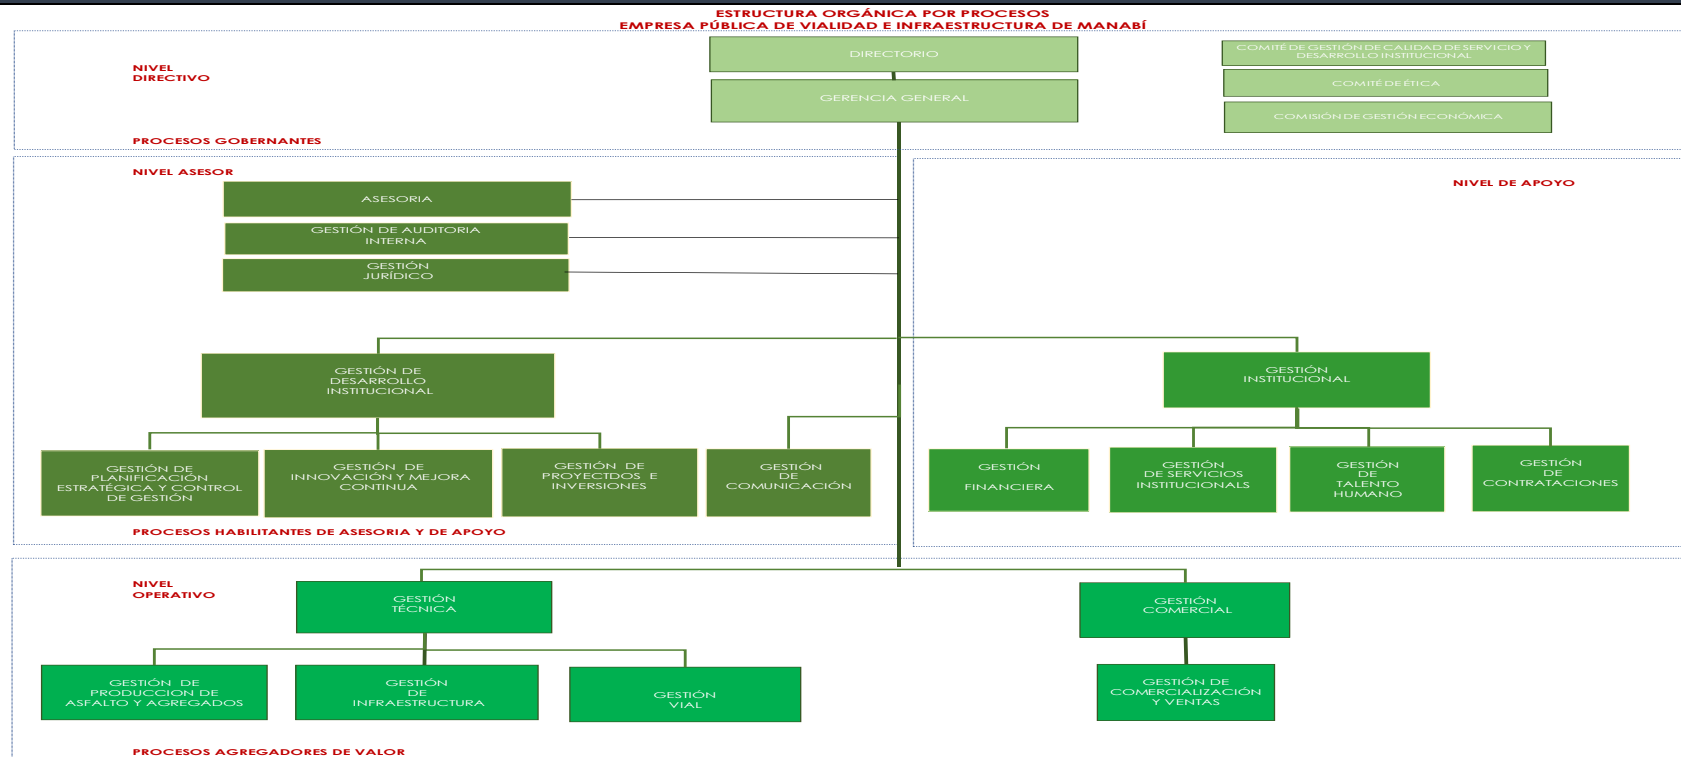 ESTRUCTURA ORGÁNICA POR PROCESOS
EMPRESA PÚBLICA DE VIALIDAD E INFRAESTRUCTURA DE MANABÍ
NIVEL
DIRECTIVO
DIRECTORIO
GERENCIA GENERAL
COMITÉ DE GESTIÓN DE CALIDAD DE SERVICIO Y
DESARROLLO INSTITUCIONAL
COMITÉ DE ÉTICA
COMISIÓN DE GESTIÓN ECONÓMICA
PROCESOS GOBERNANTES
NIVEL ASESOR
ASESORIA
GESTIÓN DE AUDITORIA
INTERNA
GESTIÓN
JURÍDICO
NIVEL DE APOYO
GESTIÓN DE
DESARROLLO
INSTITUCIONAL
GESTIÓN
INSTITUCIONAL
GESTIÓN DE
PLANIFICACIÓN
ESTRATÉGICA Y CONTROL
DE GESTIÓN
GESTIÓN DE
INNOVACIÓN Y MEJORA
CONTINUA
GESTIÓN DE
PROYECTDOS E
INVERSIONES
GESTIÓN
DE
COMUNICACIÓN
GESTIÓN
FINANCIERA
GESTIÓN
DE SERVICIOS
INSTITUCIONALS
GESTIÓN
DE
TALENTO
HUMANO
GESTIÓN
DE
CONTRATACIONES
PROCESOS HABILITANTES DE ASESORIA Y DE APOYO
NIVEL
OPERATIVO
GESTIÓN
TÉCNICA
GESTIÓN
COMERCIAL
GESTIÓN DE
PRODUCCION DE
ASFALTO Y AGREGADOS
GESTIÓN
DE
INFRAESTRUCTURA
GESTIÓN
VIAL
GESTIÓN DE
COMERCIALIZACIÓN
Y VENTAS
PROCESOS AGREGADORES DE VALOR